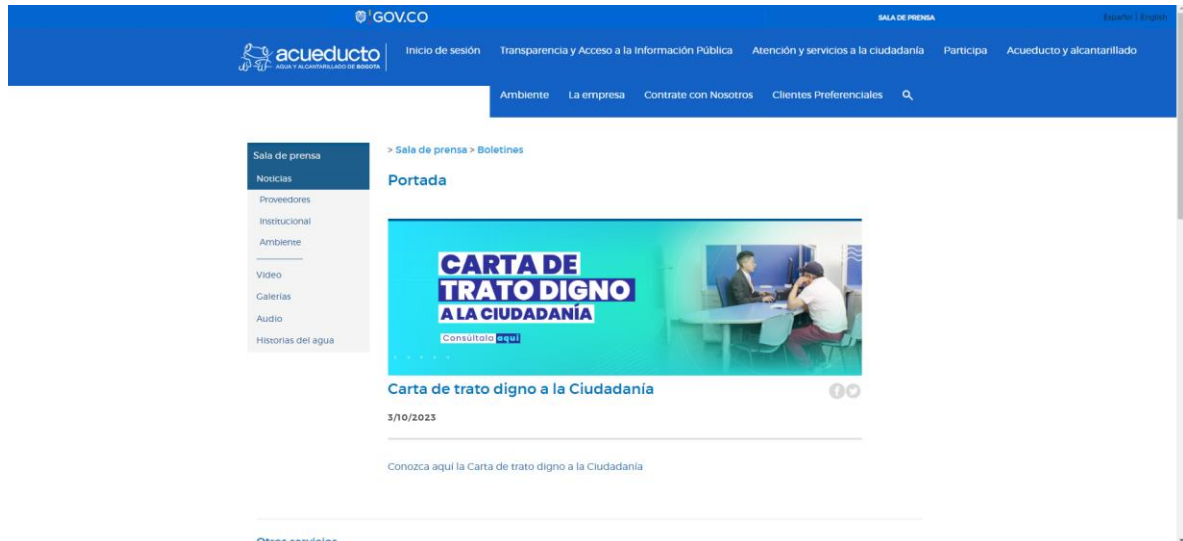 GOV.CO
SALA DE PRENSA
Español | English
acueducto
AGUA Y ALCANTARILLADO DE BOGOTÁ
Inicio de sesión
Transparencia y Acceso a la Información Pública
Atención y servicios a la ciudadanía
Participa
Acueducto y alcantarillado
Ambiente
La empresa
Contrate con Nosotros
Clientes Preferenciales
Sala de prensa
Noticias
Proveedores
Institucional
Ambiente
Video
Galerías
Audio
Historias del agua
> Sala de prensa > Boletines
Portada
CARTA DE
TRATO DIGNO
A LA CIUDADANÍA
Consúltala aquí
Carta de trato digno a la Ciudadanía
3/10/2023
Conozca aquí la Carta de trato digno a la Ciudadanía
Otros servicios